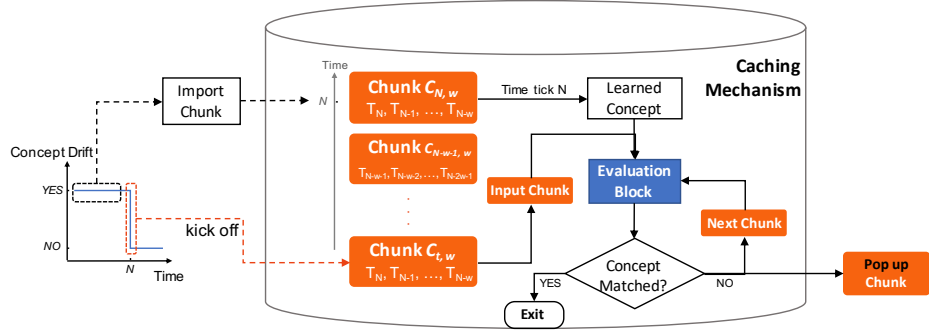 Time
Caching
Mechanism
Chunk C_{N, w}
T_N, T_{N-1}, …, T_{N-w}
N
Time tick N
Learned
Concept
Import
Chunk
Chunk C_{N-w-1, w}
T_{N-w-1}, T_{N-w-2}, …, T_{N-2w-1}
Concept Drift
YES
NO
N
Time
kick off
Input Chunk
Evaluation
Block
Next Chunk
Chunk C_{t, w}
T_N, T_{N-1}, …, T_{N-w}
Concept
Matched?
YES
NO
Exit
Pop up
Chunk